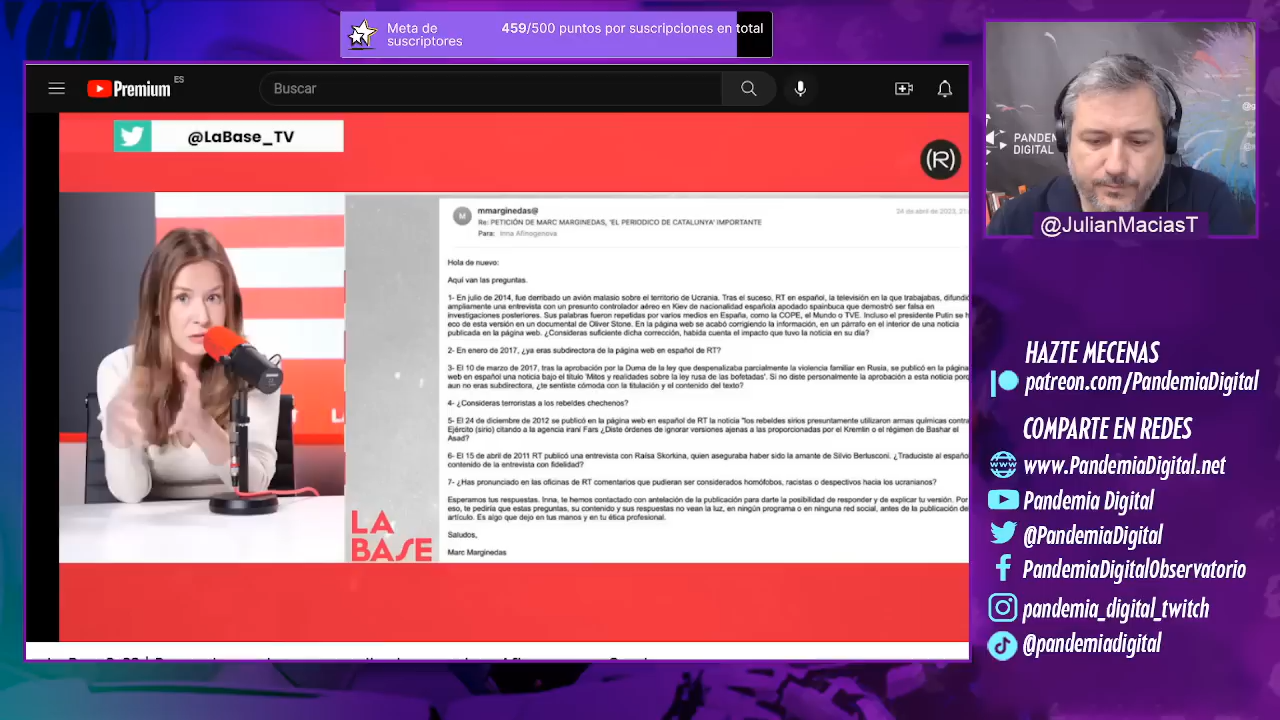 Meta de
suscriptores
459/500 puntos por suscripciones en total
Premium
ES
Buscar
@LaBase_TV
(R)
M
mmarginedas@
24 de abril de 2023, 21:
Re: PETICIÓN DE MARC MARGINEDAS, 'EL PERIODICO DE CATALUNYA' IMPORTANTE
Para: Inna Afinogenova
Hola de nuevo:
Aquí van las preguntas.
1- En julio de 2014, fue derribado un avión malasio sobre el territorio de Ucrania. Tras el suceso, RT en español, la televisión en la que trabajabas, difundió
ampliamente una entrevista con un presunto controlador aéreo en Kiev de nacionalidad española apodado spainbuca que demostró ser falsa en
investigaciones posteriores. Sus palabras fueron repetidas por varios medios en España, como la COPE, el Mundo o TVE. Incluso el presidente Putin se h
eco de esta versión en un documental de Oliver Stone. En la página web se acabó corrigiendo la información, en un párrafo en el interior de una noticia
publicada en la página web. ¿Consideras suficiente dicha corrección, habida cuenta el impacto que tuvo la noticia en su día?
2- En enero de 2017, ¿ya eras subdirectora de la página web en español de RT?
3- El 10 de marzo de 2017, tras la aprobación por la Duma de la ley que despenalizaba parcialmente la violencia familiar en Rusia, se publicó en la página
web en español una noticia bajo el título 'Mitos y realidades sobre la ley rusa de las bofetadas'. Si no diste personalmente la aprobación a esta noticia porq
aun no eras subdirectora, ¿te sentiste cómoda con la titulación y el contenido del texto?
4- ¿Consideras terroristas a los rebeldes chechenos?
5- El 24 de diciembre de 2012 se publicó en la página web en español de RT la noticia "los rebeldes sirios presuntamente utilizaron armas químicas contra
Ejército (sirio) citando a la agencia iraní Fars ¿Diste órdenes de ignorar versiones ajenas a las proporcionadas por el Kremlin o el régimen de Bashar el
Asad?
6- El 15 de abril de 2011 RT publicó una entrevista con Raísa Skorkina, quien aseguraba haber sido la amante de Silvio Berlusconi. ¿Traduciste al español
contenido de la entrevista con fidelidad?
7- ¿Has pronunciado en las oficinas de RT comentarios que pudieran ser considerados homófobos, racistas o despectivos hacia los ucranianos?
Esperamos tus respuestas. Inna, te hemos contactado con antelación de la publicación para darte la posibilidad de responder y de explicar tu versión. Por
eso, te pediría que estas preguntas, su contenido y sus respuestas no vean la luz, en ningún programa o en ninguna red social, antes de la publicación de
artículo. Es algo que dejo en tus manos y en tu ética profesional.
Saludos,
Marc Marginedas
LA
BASE
PANDEM
DIGITAL
@JulianMaciasT
HAZTE MECENAS
patreon.com/PandemiaDigital
COMPARTE EN REDES
www.PandemiaDigital.net
Pandemia Digital
@PandemiaDigital
PandemiaDigitalObservatorio
pandemia_digital_twitch
@pandemiadigital